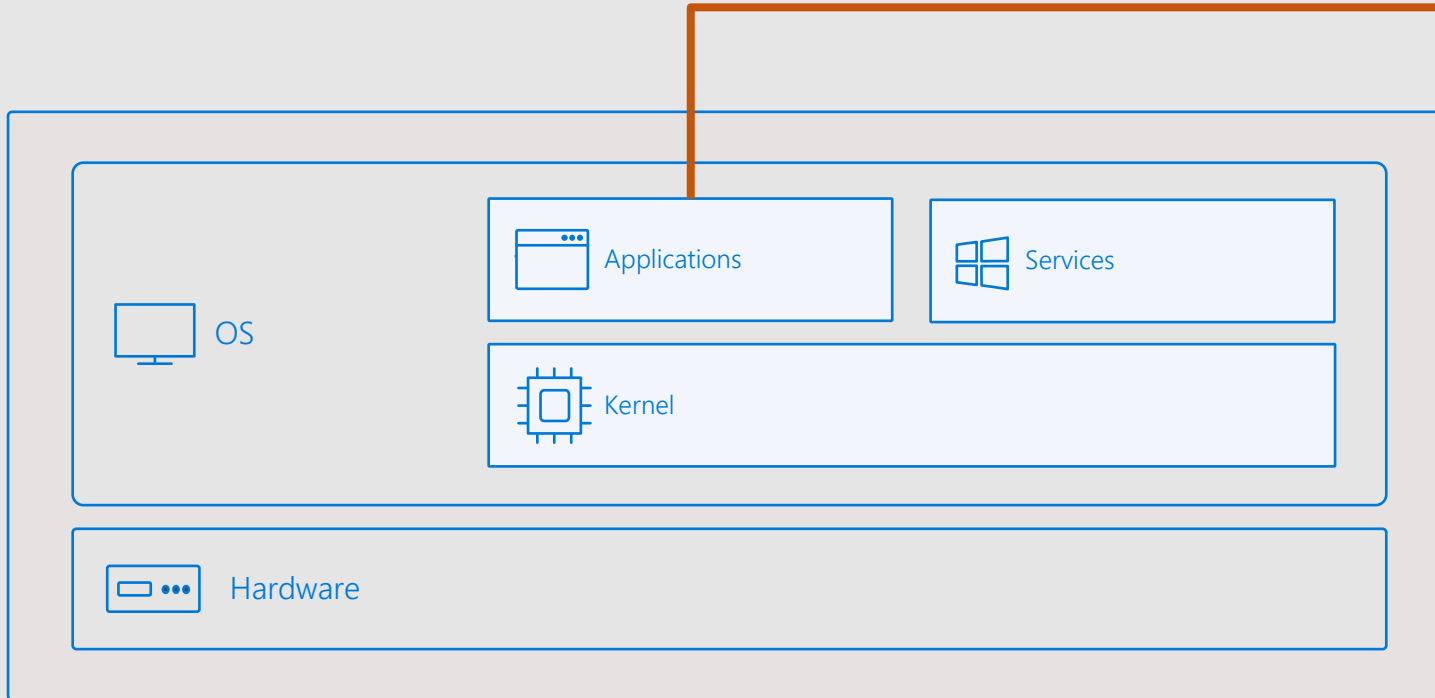 Applications
Services
OS
Kernel
Hardware